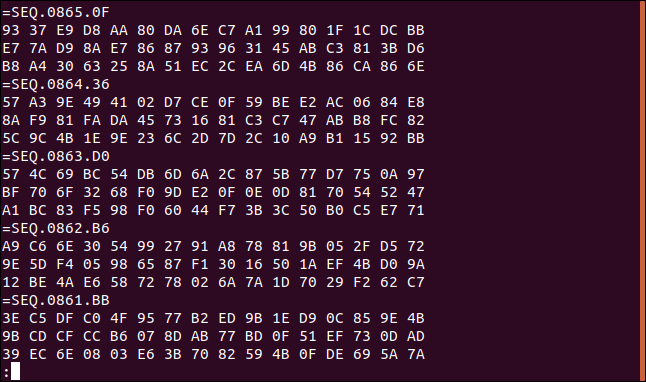 =SEQ.0865.0F
93 37 E9 D8 AA 80 DA 6E C7 A1 99 80 1F 1C DC BB
E7 7A D9 8A E7 86 87 93 96 31 45 AB C3 81 3B D6
B8 A4 30 63 25 8A 51 EC 2C EA 6D 4B 86 CA 86 6E
=SEQ.0864.36
57 A3 9E 49 41 02 D7 CE 0F 59 BE E2 AC 06 84 E8
8A F9 81 FA DA 45 73 16 81 C3 C7 47 AB B8 FC 82
5C 9C 4B 1E 9E 23 6C 2D 7D 2C 10 A9 B1 15 92 BB
=SEQ.0863.D0
57 4C 69 BC 54 DB 6D 6A 2C 87 5B 77 D7 75 0A 97
BF 70 6F 32 68 F0 9D E2 0F 0E 0D 81 70 54 52 47
A1 BC 83 F5 98 F0 60 44 F7 3B 3C 50 B0 C5 E7 71
=SEQ.0862.B6
A9 C6 6E 30 54 99 27 91 A8 78 81 9B 05 2F D5 72
9E 5D F4 05 98 65 87 F1 30 16 50 1A EF 4B D0 9A
12 BE 4A E6 58 72 78 02 6A 7A 1D 70 29 F2 62 C7
=SEQ.0861.BB
3E C5 DF C0 4F 95 77 B2 ED 9B 1E D9 0C 85 9E 4B
9B CD CF CC B6 07 8D AB 77 BD 0F 51 EF 73 0D AD
39 EC 6E 08 03 E6 3B 70 82 59 4B 0F DE 69 5A 7A
: